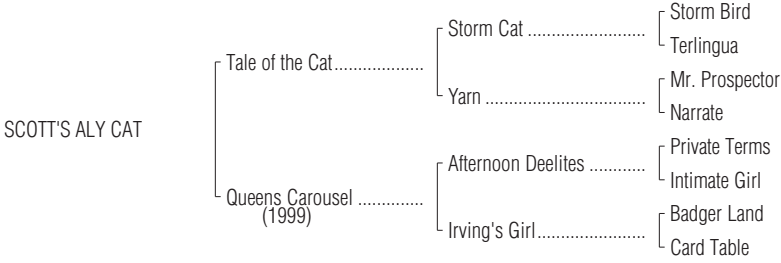 Storm Bird
Storm Cat ........................
Terlingua
Tale of the Cat..................
Mr. Prospector
Yarn ................................
Narrate
SCOTT'S ALY CAT
Private Terms
Afternoon Deelites ...........
Intimate Girl
Queens Carousel .............
(1999)
Badger Land
Irving's Girl......................
Card Table